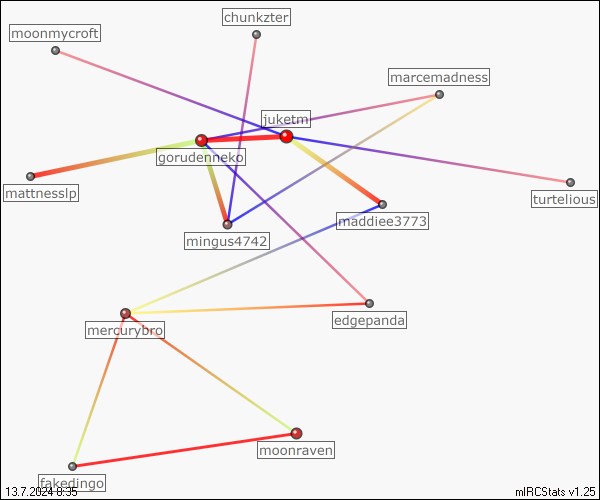 chunkzter
moonmycroft
marcemadness
juketm
gorudenneko
mattnesslp
turtelious
maddiee3773
mingus4742
edgepanda
mercurybro
moonraven
fakedingo
13.7.2024 8:35
mIRCStats v1.25